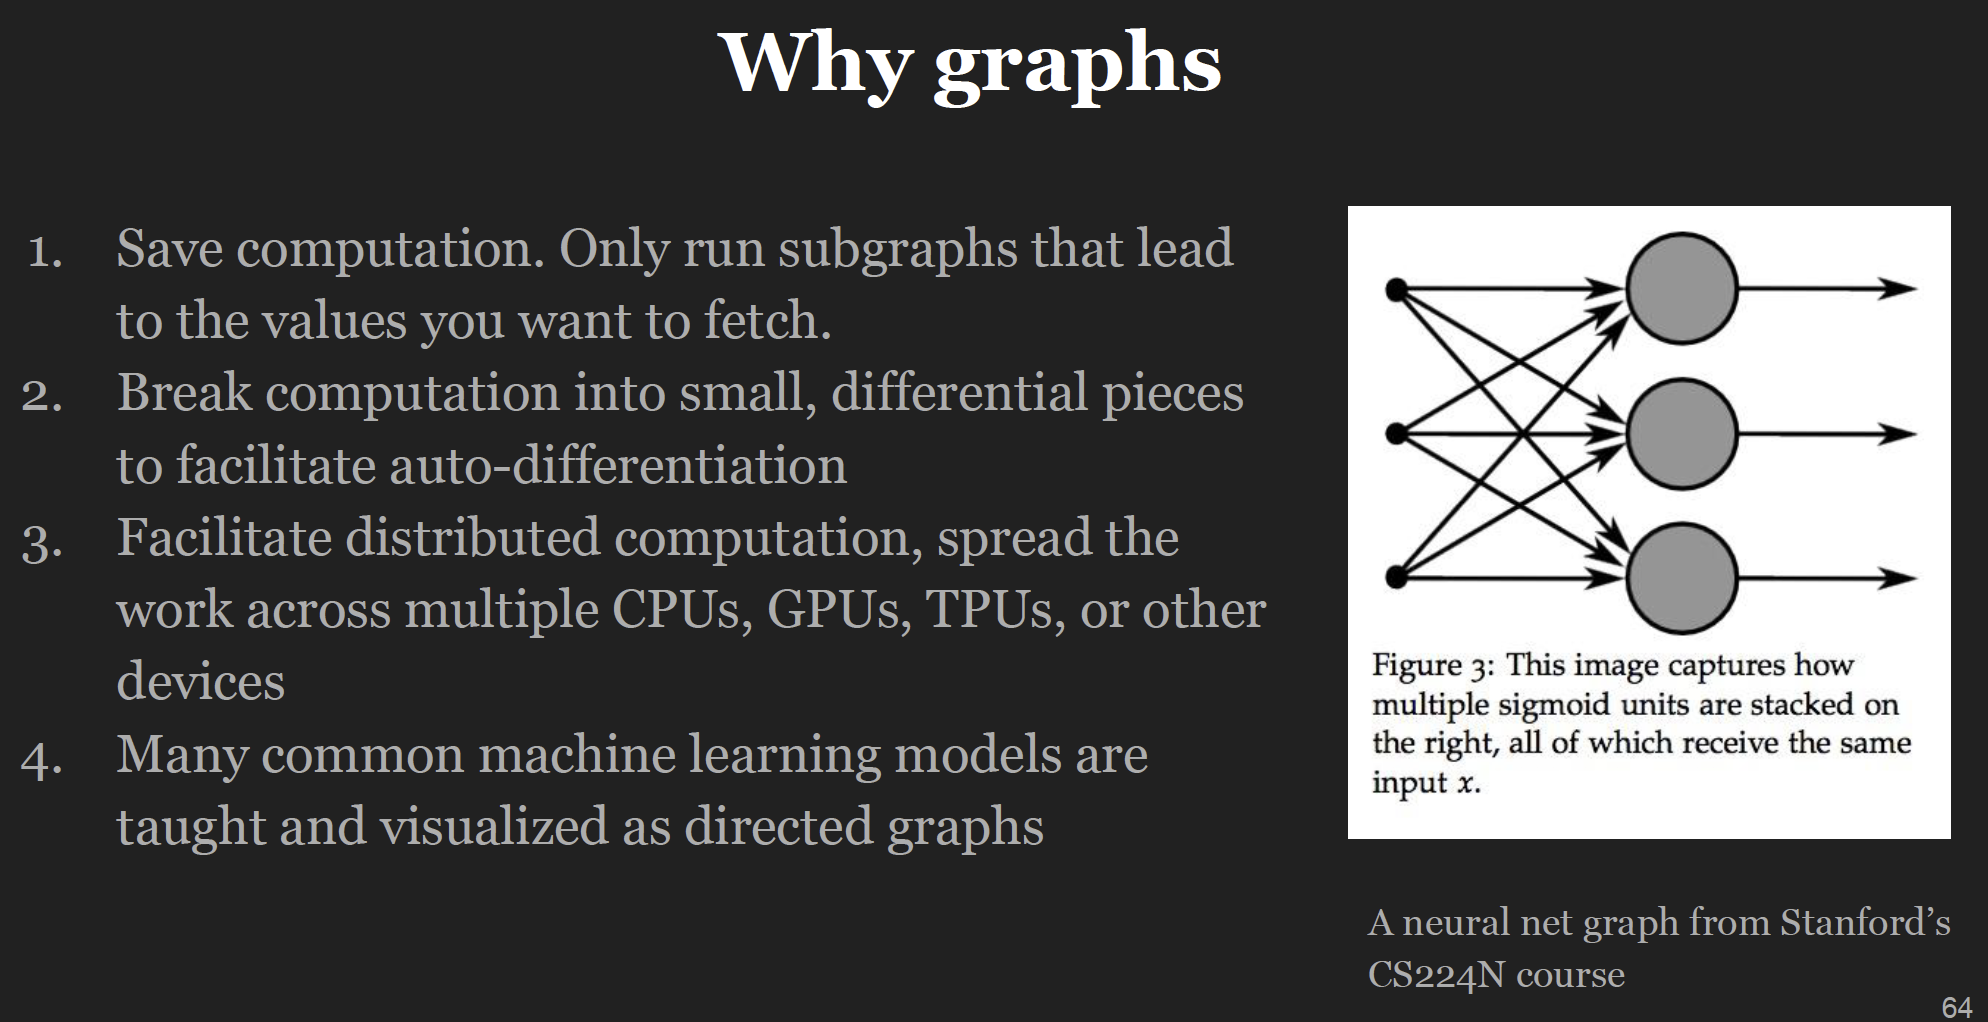 Why graphs
1. Save computation. Only run subgraphs that lead
to the values you want to fetch.
2. Break computation into small, differential pieces
to facilitate auto-differentiation
3. Facilitate distributed computation, spread the
work across multiple CPUs, GPUs, TPUs, or other
devices
4. Many common machine learning models are
taught and visualized as directed graphs
Figure 3: This image captures how
multiple sigmoid units are stacked on
the right, all of which receive the same
input x.
A neural net graph from Stanford’s
CS224N course
64